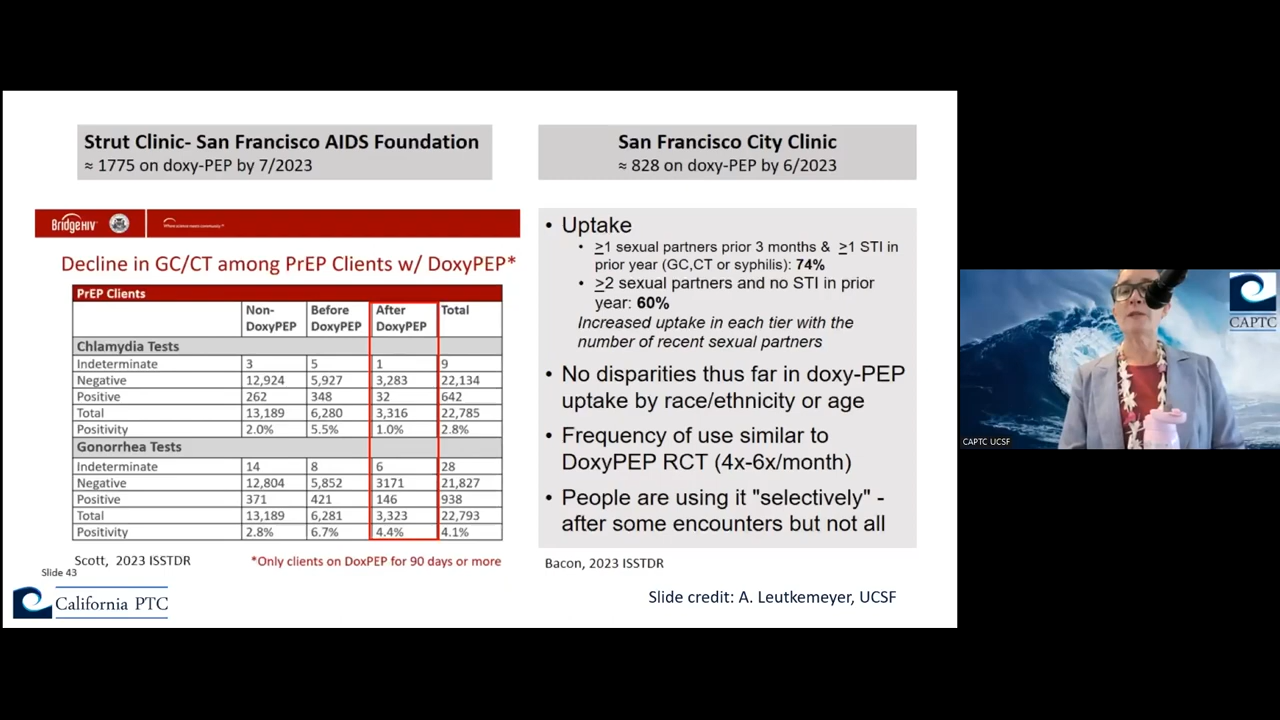 Strut Clinic- San Francisco AIDS Foundation
≈ 1775 on doxy-PEP by 7/2023
San Francisco City Clinic
≈ 828 on doxy-PEP by 6/2023
BridgeHIV
Decline in GC/CT among PrEP Clients w/ DoxyPEP*
PrEP Clients
Non-DoxyPEP Before DoxyPEP After DoxyPEP Total
Chlamydia Tests
Indeterminate 3 5 1 9
Negative 12,924 5,927 3,283 22,134
Positive 262 348 32 642
Total 13,189 6,280 3,316 22,785
Positivity 2.0% 5.5% 1.0% 2.8%
Gonorrhea Tests
Indeterminate 14 8 6 28
Negative 12,804 5,852 3171 21,827
Positive 371 421 146 938
Total 13,189 6,281 3,323 22,793
Positivity 2.8% 6.7% 4.4% 4.1%
Scott, 2023 ISSTDR
*Only clients on DoxPEP for 90 days or more
Slide 43
California PTC
• Uptake
• ≥1 sexual partners prior 3 months & ≥1 STI in
prior year (GC,CT or syphilis): 74%
• ≥2 sexual partners and no STI in prior
year: 60%
Increased uptake in each tier with the
number of recent sexual partners
• No disparities thus far in doxy-PEP
uptake by race/ethnicity or age
• Frequency of use similar to
DoxyPEP RCT (4x-6x/month)
• People are using it "selectively" -
after some encounters but not all
Bacon, 2023 ISSTDR
Slide credit: A. Leutkemeyer, UCSF
CAPTC
CAPTC UCSF